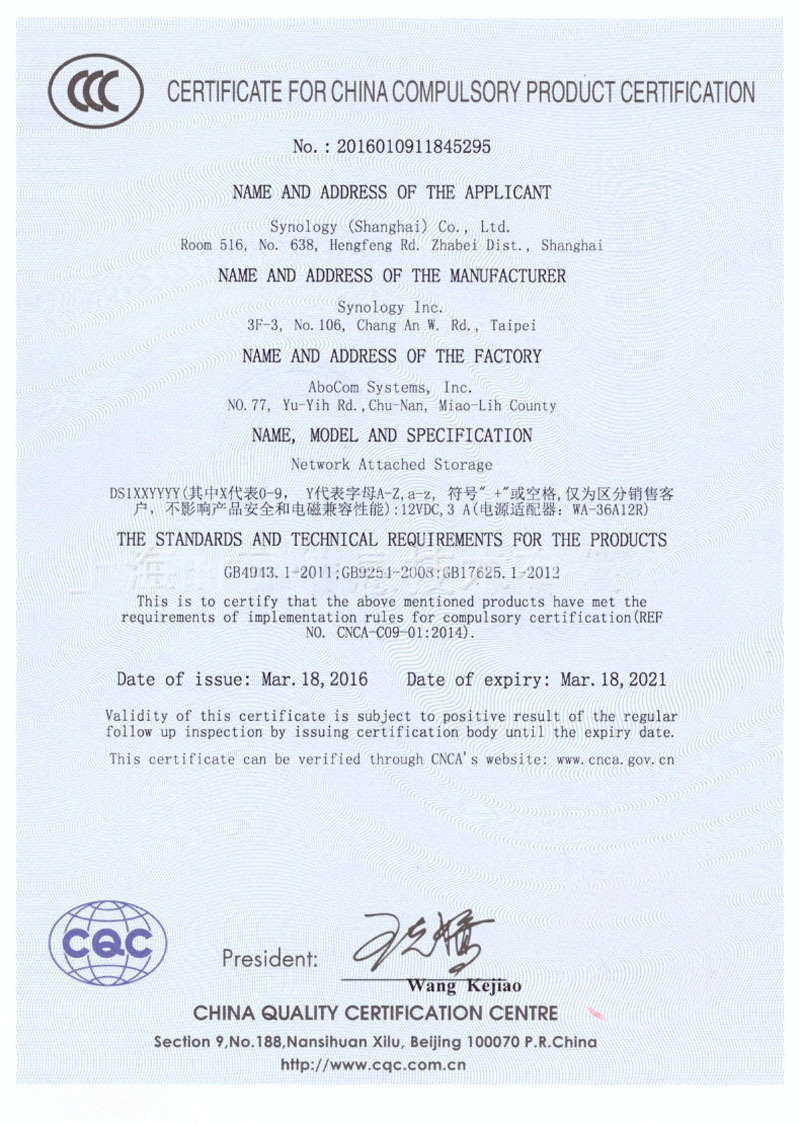 CCC
CERTIFICATE FOR CHINA COMPULSORY PRODUCT CERTIFICATION
No. : 2016010911845295
NAME AND ADDRESS OF THE APPLICANT
Synology (Shanghai) Co., Ltd.
Room 516, No. 638, Hengfeng Rd. Zhabei Dist., Shanghai
NAME AND ADDRESS OF THE MANUFACTURER
Synology Inc.
3F-3, No.106, Chang An W. Rd., Taipei
NAME AND ADDRESS OF THE FACTORY
AboCom Systems, Inc.
NO.77, Yu-Yih Rd.,Chu-Nan, Miao-Lih County
NAME, MODEL AND SPECIFICATION
Network Attached Storage
DS1XXYYYY(其中X代表0-9, Y代表字母A-Z,a-z, 符号" +"或空格,仅为区分销售客
户, 不影响产品安全和电磁兼容性能):12VDC,3 A(电源适配器: WA-36A12R)
THE STANDARDS AND TECHNICAL REQUIREMENTS FOR THE PRODUCTS
GB4943.1-2011;GB9254-2008;GB17625.1-2012
This is to certify that the above mentioned products have met the
requirements of implementation rules for compulsory certification(REF
NO. CNCA-C09-01:2014).
Date of issue: Mar.18,2016 Date of expiry: Mar.18,2021
Validity of this certificate is subject to positive result of the regular
follow up inspection by issuing certification body until the expiry date.
This certificate can be verified through CNCA's website: www.cnca.gov.cn
CQC
President:
Wang Kejiao
CHINA QUALITY CERTIFICATION CENTRE
Section 9,No.188,Nansihuan Xilu, Beijing 100070 P.R.China
http://www.cqc.com.cn